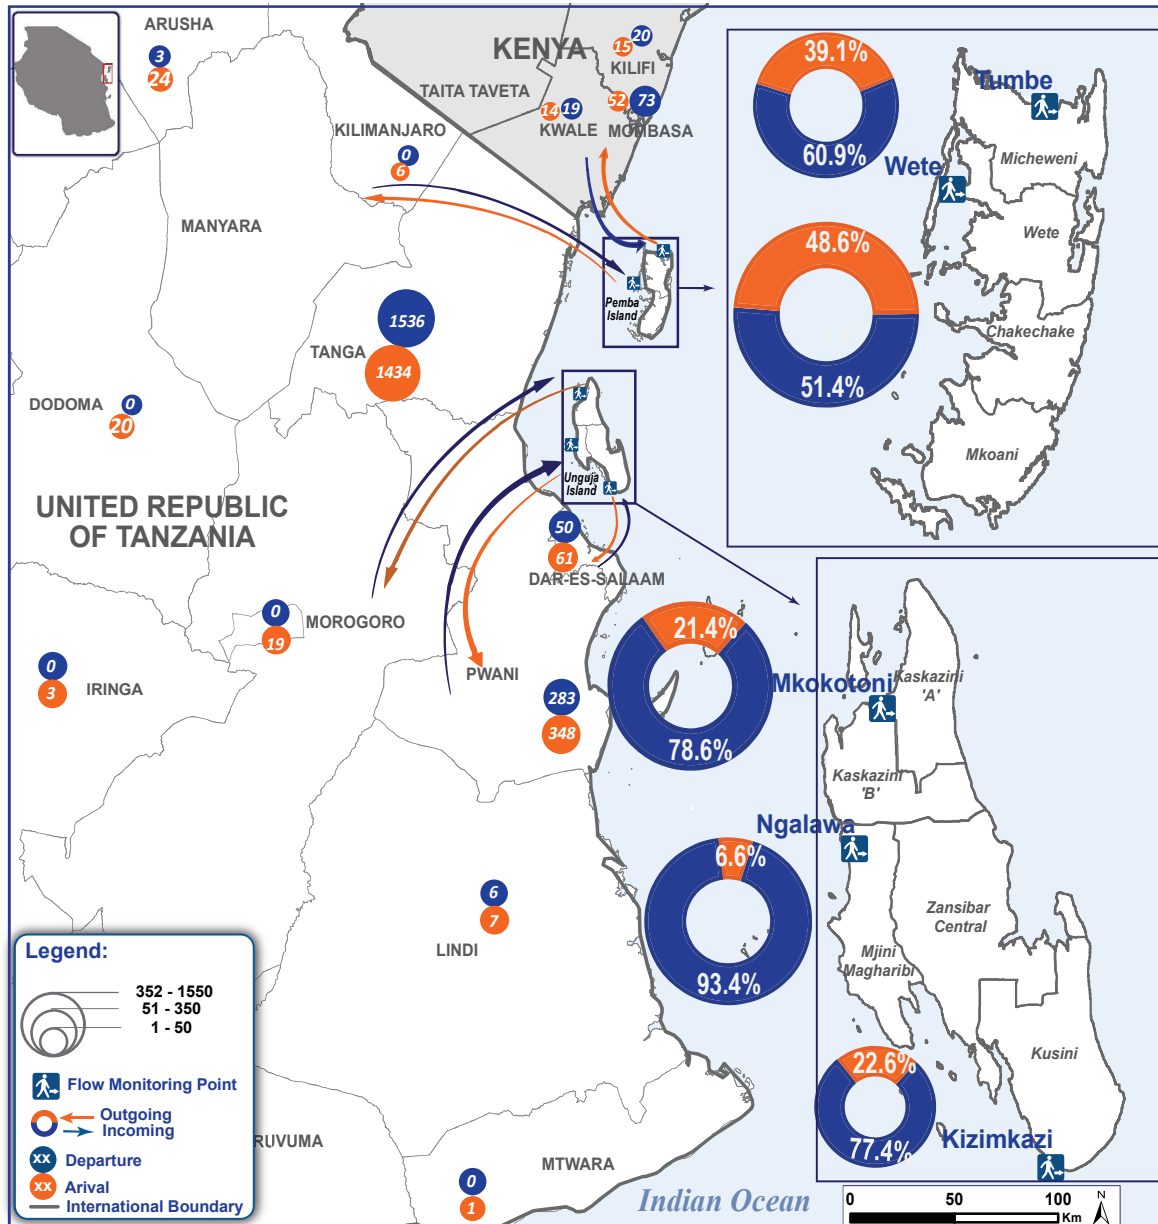 ARUSHA
3
24
KENYA
20
15
KILIFI
TAITA TAVETA
14
19
KWALE
52
73
MOMBASA
KILIMANJARO
0
6
MANYARA
1536
TANGA
1434
DODOMA
0
20
Pemba
Island
Unguja
Island
UNITED REPUBLIC
OF TANZANIA
50
61
DAR-ES-SALAAM
0
19
MOROGORO
0
3
IRINGA
PWANI
283
348
6
7
LINDI
RUVUMA
0
1
MTWARA
Indian Ocean
39.1%
60.9%
Tumbe
Micheweni
Wete
Wete
48.6%
51.4%
Chakechake
Mkoani
21.4%
78.6%
Mkokotoni
Kaskazini
'A'
Kaskazini
'B'
Ngalawa
6.6%
93.4%
Zansibar
Central
Mjini
Magharibi
Kusini
22.6%
77.4%
Kizimkazi
0 50 100
Km
N
Legend:
352 - 1550
51 - 350
1 - 50
Flow Monitoring Point
Outgoing
Incoming
xx Departure
xx Arival
International Boundary